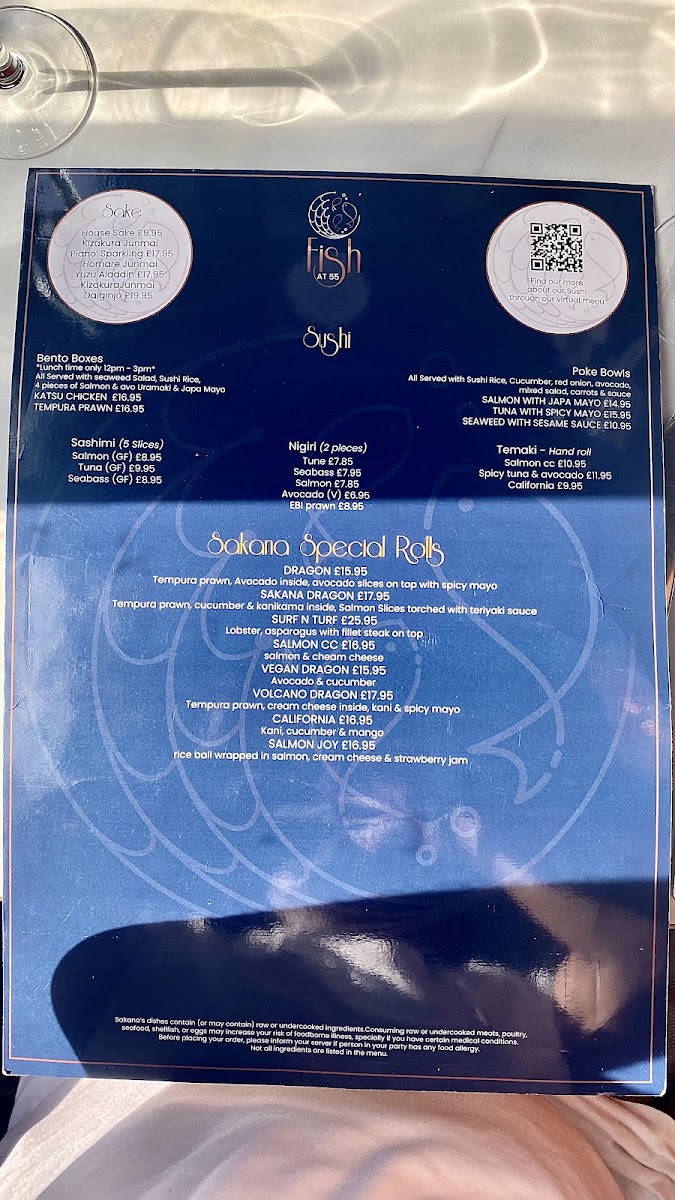 Sake
House Sake £9.95
Kizakura Junmai
'Piano' Sparkling £17.95
Homare Junmai
Yuzu Aladdin £17.95
KizakuraJunmai
Daiginjo £19.95
Fish
AT 55
Find our more
about our Sushi
through our virtual menu
Sushi
Bento Boxes
*Lunch time only 12pm - 3pm*
All Served with seaweed Salad, Sushi Rice,
4 pieces of Salmon & avo Uramaki & Japa Mayo
KATSU CHICKEN £16.95
TEMPURA PRAWN £16.95
Poke Bowls
All Served with Sushi Rice, Cucumber, red onion, avocado,
mixed salad, carrots & sauce
SALMON WITH JAPA MAYO £14.95
TUNA WITH SPICY MAYO £15.95
SEAWEED WITH SESAME SAUCE £10.95
Sashimi (5 Slices)
Salmon (GF) £8.95
Tuna (GF) £9.95
Seabass (GF) £8.95
Nigiri (2 pieces)
Tune £7.85
Seabass £7.95
Salmon £7.85
Avocado (V) £6.95
EBI prawn £8.95
Temaki - Hand roll
Salmon cc £10.95
Spicy tuna & avocado £11.95
California £9.95
Sakana Special Rolls
DRAGON £15.95
Tempura prawn, Avocado inside, avocado slices on top with spicy mayo
SAKANA DRAGON £17.95
Tempura prawn, cucumber & kanikama inside, Salmon Slices torched with teriyaki sauce
SURF N TURF £25.95
Lobster, asparagus with fillet steak on top
SALMON CC £16.95
salmon & cheam cheese
VEGAN DRAGON £15.95
Avocado & cucumber
VOLCANO DRAGON £17.95
Tempura prawn, cream cheese inside, kani & spicy mayo
CALIFORNIA £16.95
Kani, cucumber & mango
SALMON JOY £16.95
rice ball wrapped in salmon, cream cheese & strawberry jam
Sakana's dishes contain (or may contain) raw or undercooked ingredients.Consuming raw or undercooked meats, poultry,
seafood, shellfish, or eggs may increase your risk of foodborne illness, specially if you have certain medical conditions.
Before placing your order, please inform your server if person in your party has any food allergy.
Not all ingredients are listed in the menu.